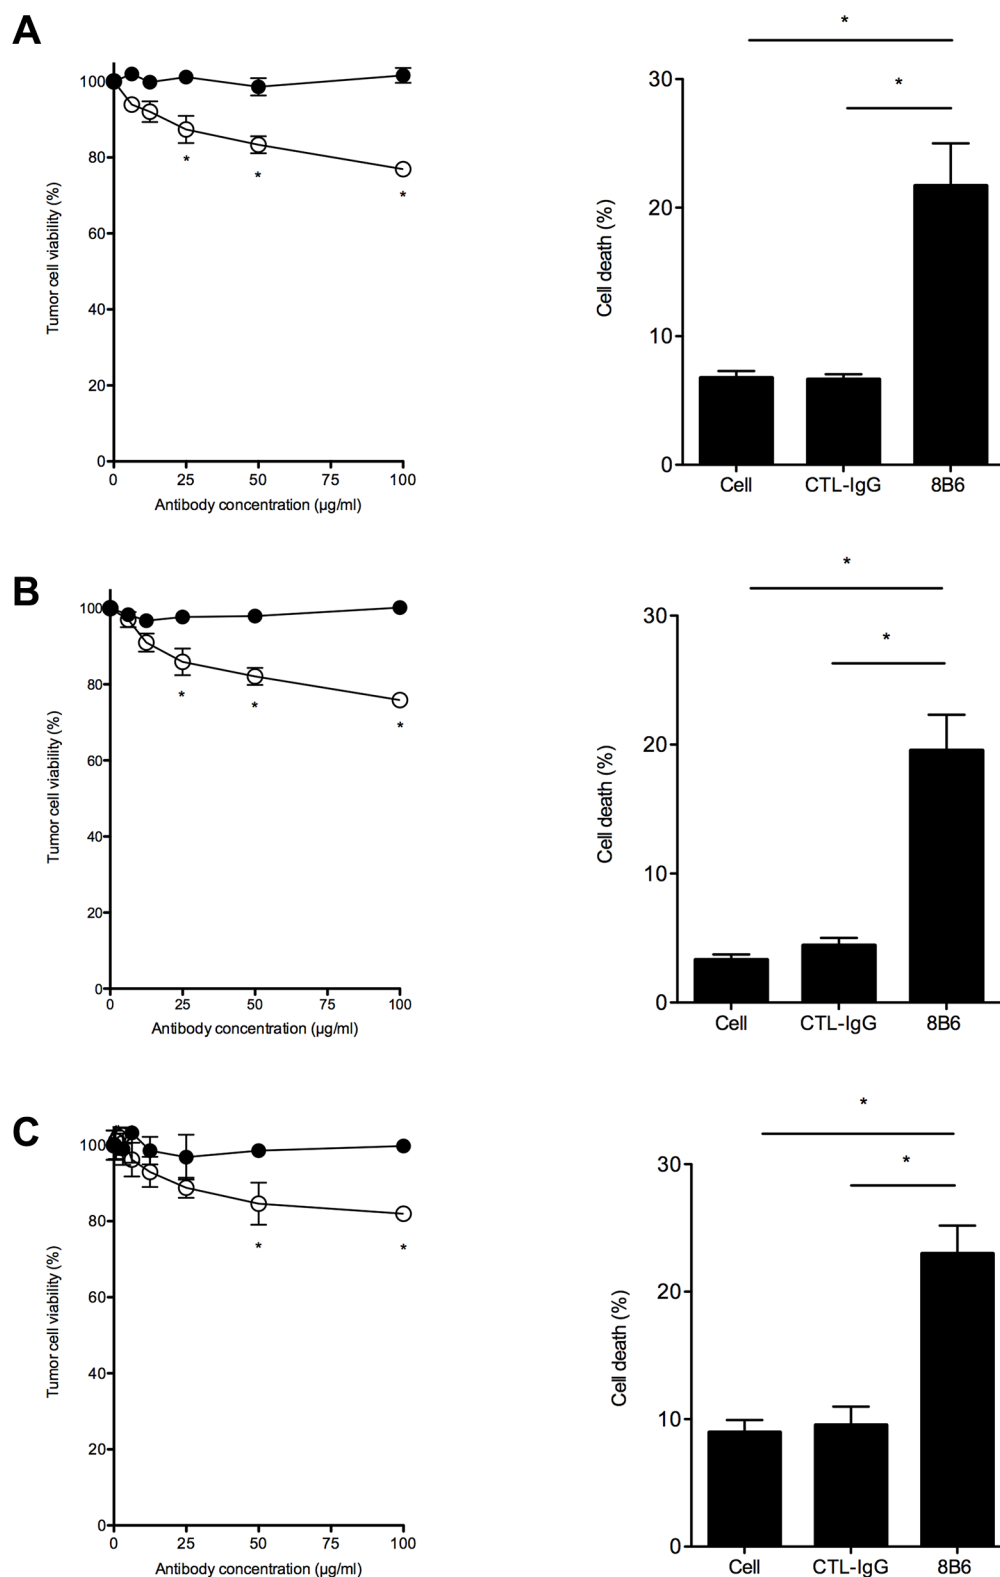 A
Tumor cell viability (%)
100
80
60
40
20
0
0 25 50 75 100
Antibody concentration (µg/ml)
* * *
Cell death (%)
30
20
10
0
Cell CTL-IgG 8B6
*
*
B
Tumor cell viability (%)
100
80
60
40
20
0
0 25 50 75 100
Antibody concentration (µg/ml)
* * *
Cell death (%)
30
20
10
0
Cell CTL-IgG 8B6
*
*
C
Tumor cell viability (%)
100
80
60
40
20
0
0 25 50 75 100
Antibody concentration (µg/ml)
* *
Cell death (%)
30
20
10
0
Cell CTL-IgG 8B6
*
*